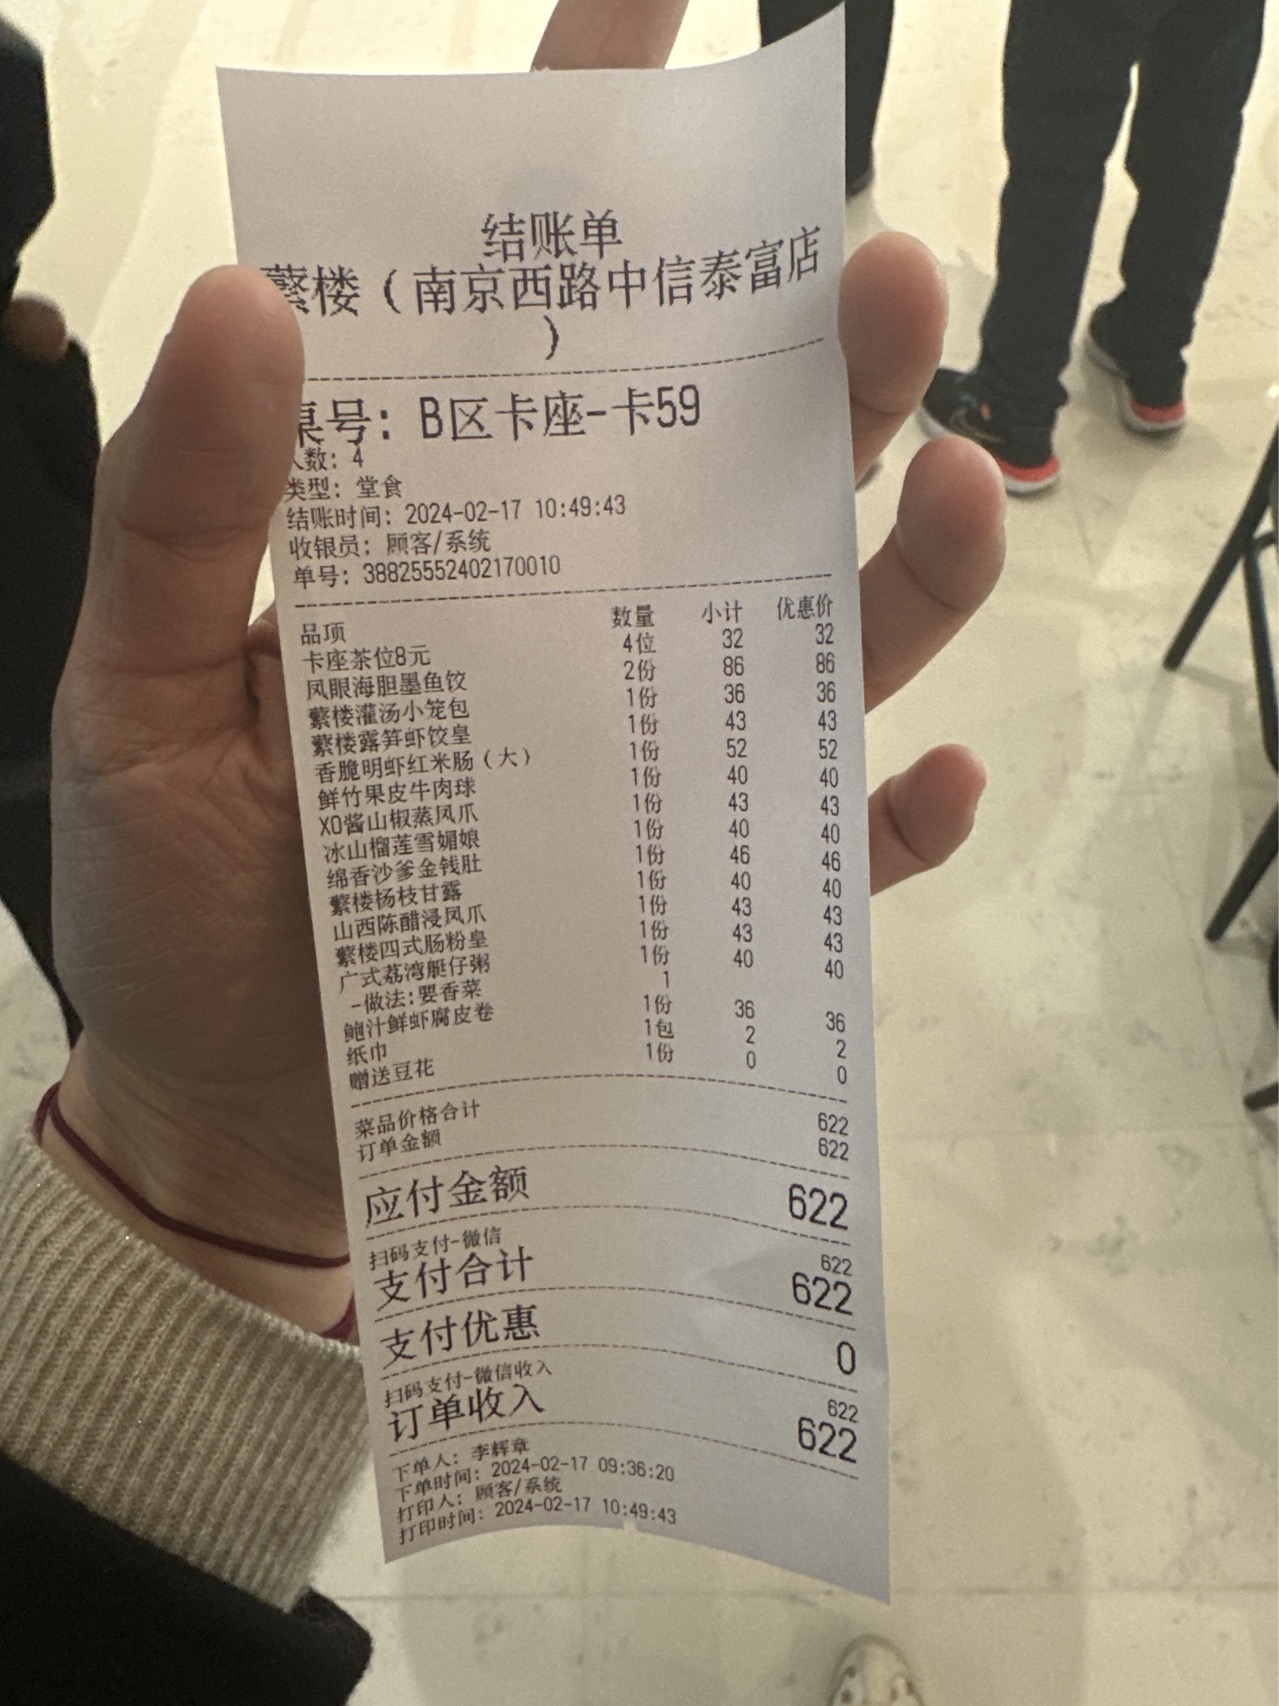 结账单
蘩楼（南京西路中信泰富店
）
桌号: B区卡座-卡59
人数: 4
类型: 堂食
结账时间: 2024-02-17 10:49:43
收银员: 顾客/系统
单号: 38825552402170010
品项 数量 小计 优惠价
卡座茶位8元 4位 32 32
凤眼海胆墨鱼饺 2份 86 86
蘩楼灌汤小笼包 1份 36 36
蘩楼露笋虾饺皇 1份 43 43
香脆明虾红米肠（大） 1份 52 52
鲜竹果皮牛肉球 1份 40 40
XO酱山椒蒸凤爪 1份 43 43
冰山榴莲雪媚娘 1份 40 40
绵香沙爹金钱肚 1份 46 46
蘩楼杨枝甘露 1份 40 40
山西陈醋浸凤爪 1份 43 43
蘩楼四式肠粉皇 1份 43 43
广式荔湾艇仔粥 1份 40 40
-做法:要香菜 1
鲍汁鲜虾腐皮卷 1份 36 36
纸巾 1包 2 2
赠送豆花 1份 0 0
菜品价格合计 622
订单金额 622
应付金额 622
扫码支付-微信 622
支付合计 622
支付优惠 0
扫码支付-微信收入 622
订单收入 622
下单人: 李辉章
下单时间: 2024-02-17 09:36:20
打印人: 顾客/系统
打印时间: 2024-02-17 10:49:43